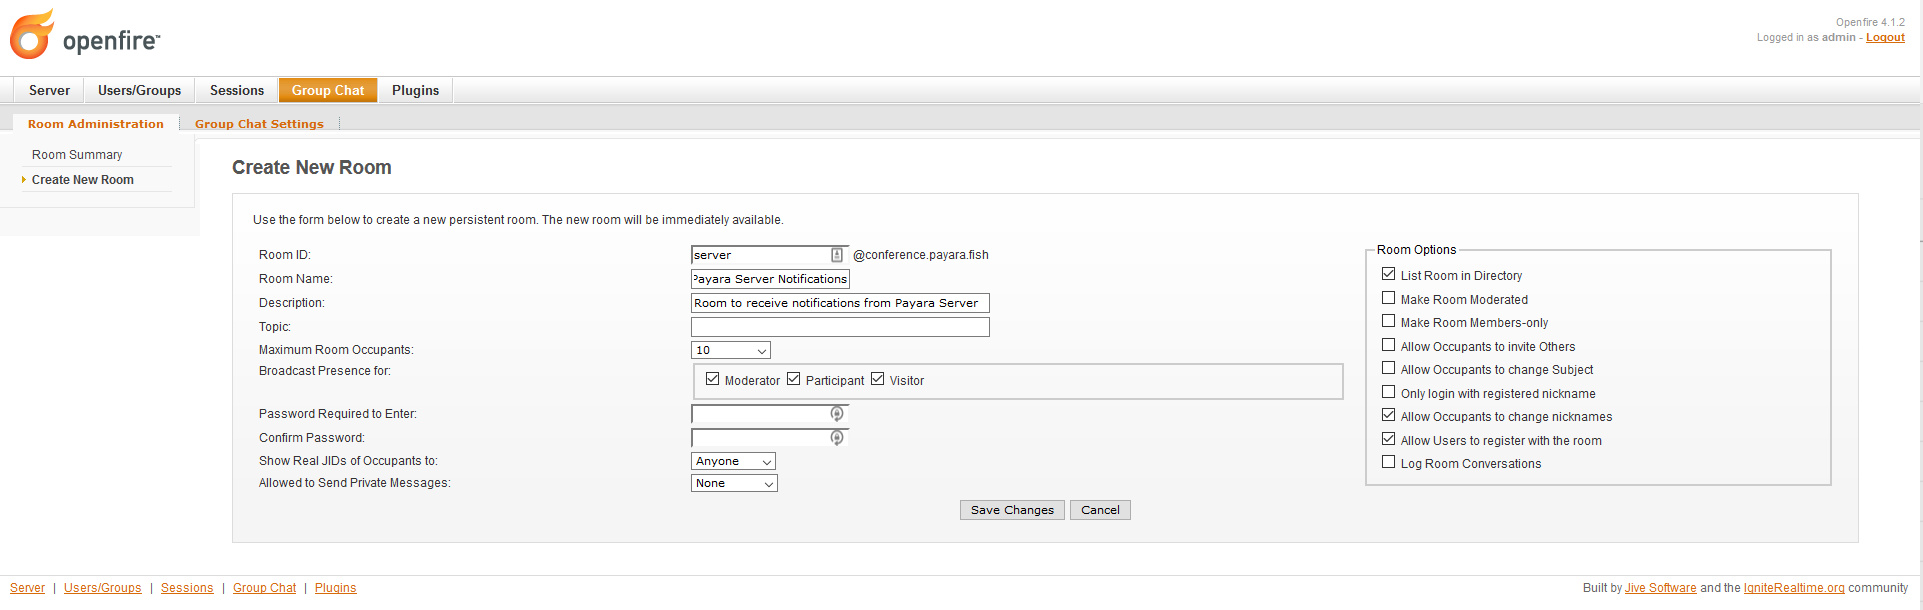 openfire™
Openfire 4.1.2
Logged in as admin - Logout
Server Users/Groups Sessions Group Chat Plugins
Room Administration Group Chat Settings
Room Summary
Create New Room
Create New Room
Use the form below to create a new persistent room. The new room will be immediately available.
Room ID: server @conference.payara.fish
Room Name: Payara Server Notifications
Description: Room to receive notifications from Payara Server
Topic:
Maximum Room Occupants: 10
Broadcast Presence for: Moderator Participant Visitor
Password Required to Enter:
Confirm Password:
Show Real JIDs of Occupants to: Anyone
Allowed to Send Private Messages: None
Room Options
List Room in Directory
Make Room Moderated
Make Room Members-only
Allow Occupants to invite Others
Allow Occupants to change Subject
Only login with registered nickname
Allow Occupants to change nicknames
Allow Users to register with the room
Log Room Conversations
Save Changes Cancel
Server | Users/Groups | Sessions | Group Chat | Plugins
Built by Jive Software and the IgniteRealtime.org community